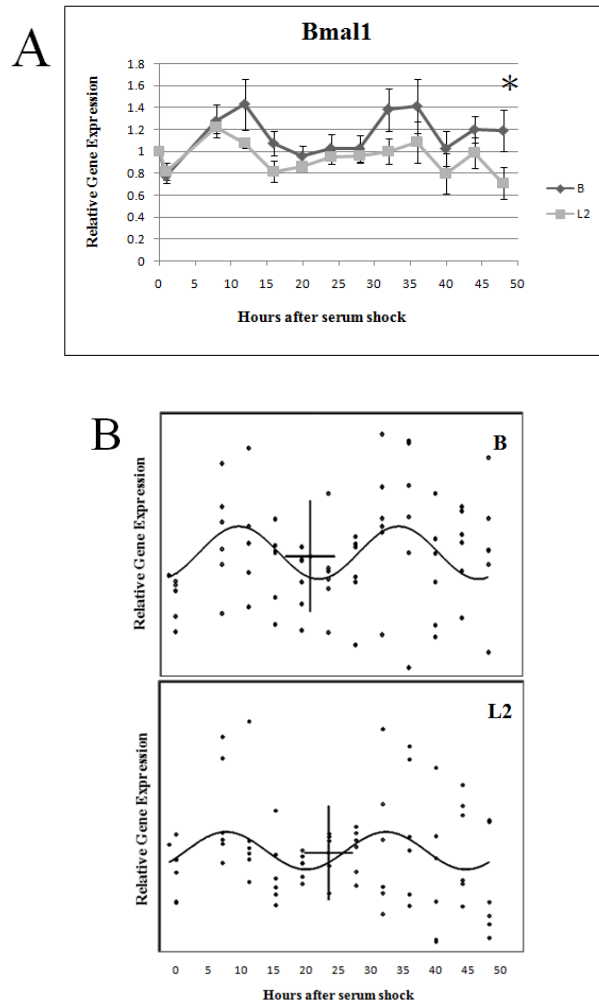 A
Bmal1
Relative Gene Expression
1.8
1.6
1.4
1.2
1
0.8
0.6
0.4
0.2
0
*
B
L2
0 5 10 15 20 25 30 35 40 45 50
Hours after serum shock
B
B
Relative Gene Expression
L2
Relative Gene Expression
0 5 10 15 20 25 30 35 40 45 50
Hours after serum shock